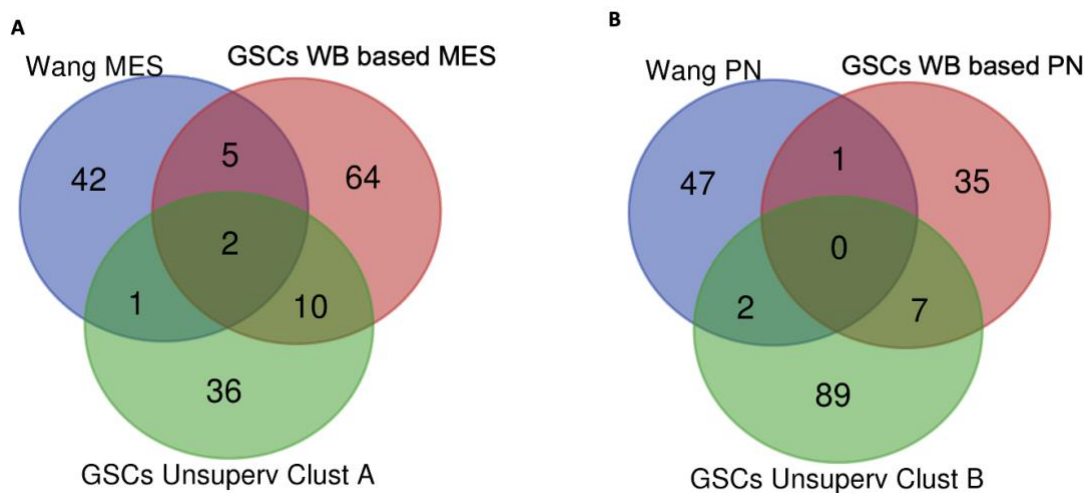 A
Wang MES
GSCs WB based MES
42
5
64
2
1
10
36
GSCs Unsuperv Clust A
B
Wang PN
GSCs WB based PN
47
1
35
0
2
7
89
GSCs Unsuperv Clust B